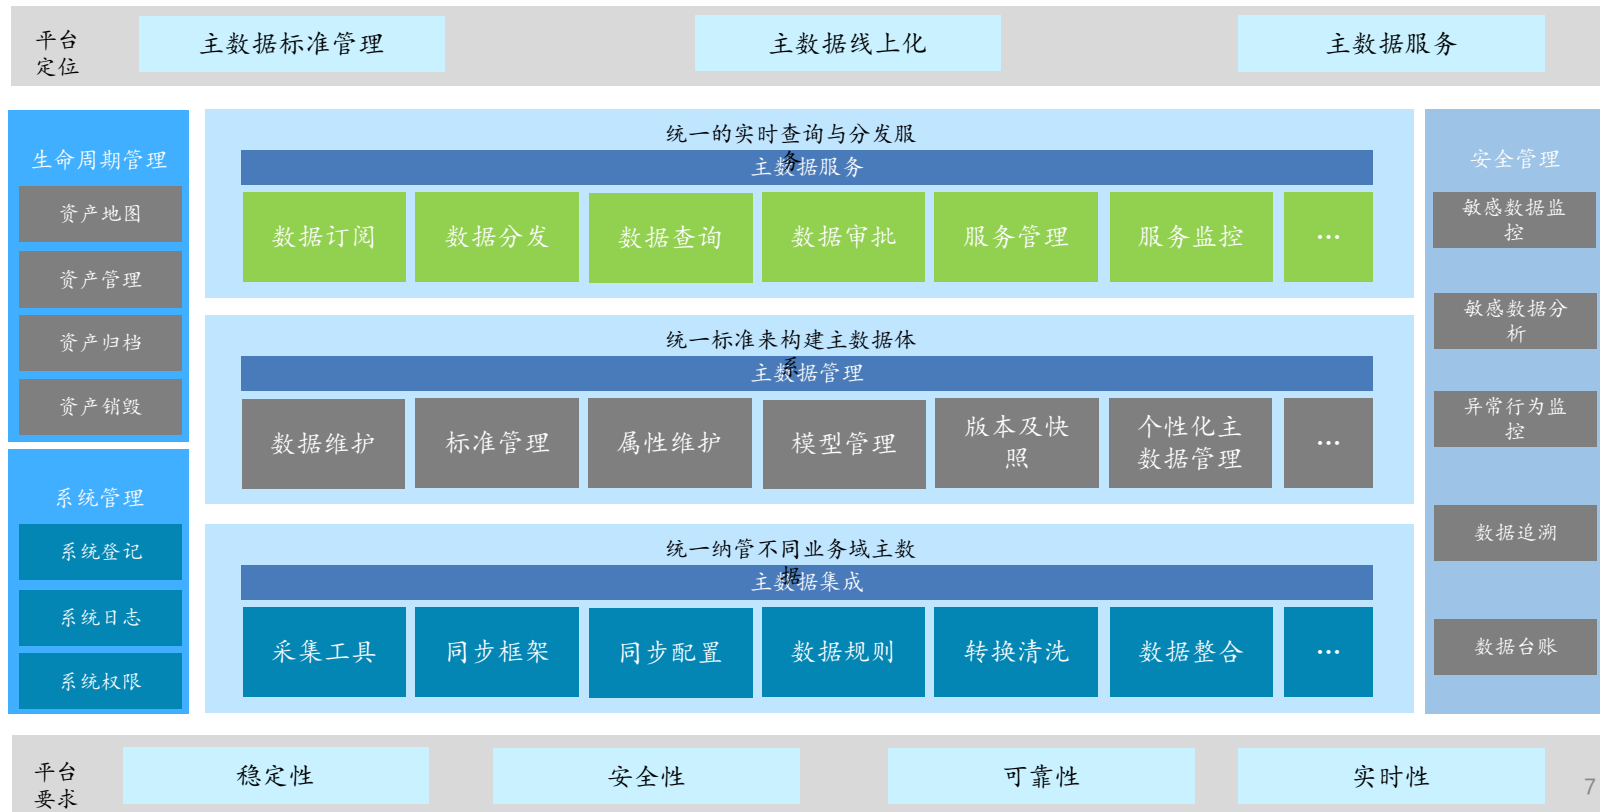 平台
定位
主数据标准管理
主数据线上化
主数据服务
生命周期管理
资产地图
资产管理
资产归档
资产销毁
系统管理
系统登记
系统日志
系统权限
统一的实时查询与分发服
务
主数据服务
数据订阅
数据分发
数据查询
数据审批
服务管理
服务监控
...
统一标准来构建主数据体
系
主数据管理
数据维护
标准管理
属性维护
模型管理
版本及快
照
个性化主
数据管理
...
统一纳管不同业务域主数
据
主数据集成
采集工具
同步框架
同步配置
数据规则
转换清洗
数据整合
...
安全管理
敏感数据监
控
敏感数据分
析
异常行为监
控
数据追溯
数据台账
平台
要求
稳定性
安全性
可靠性
实时性
7